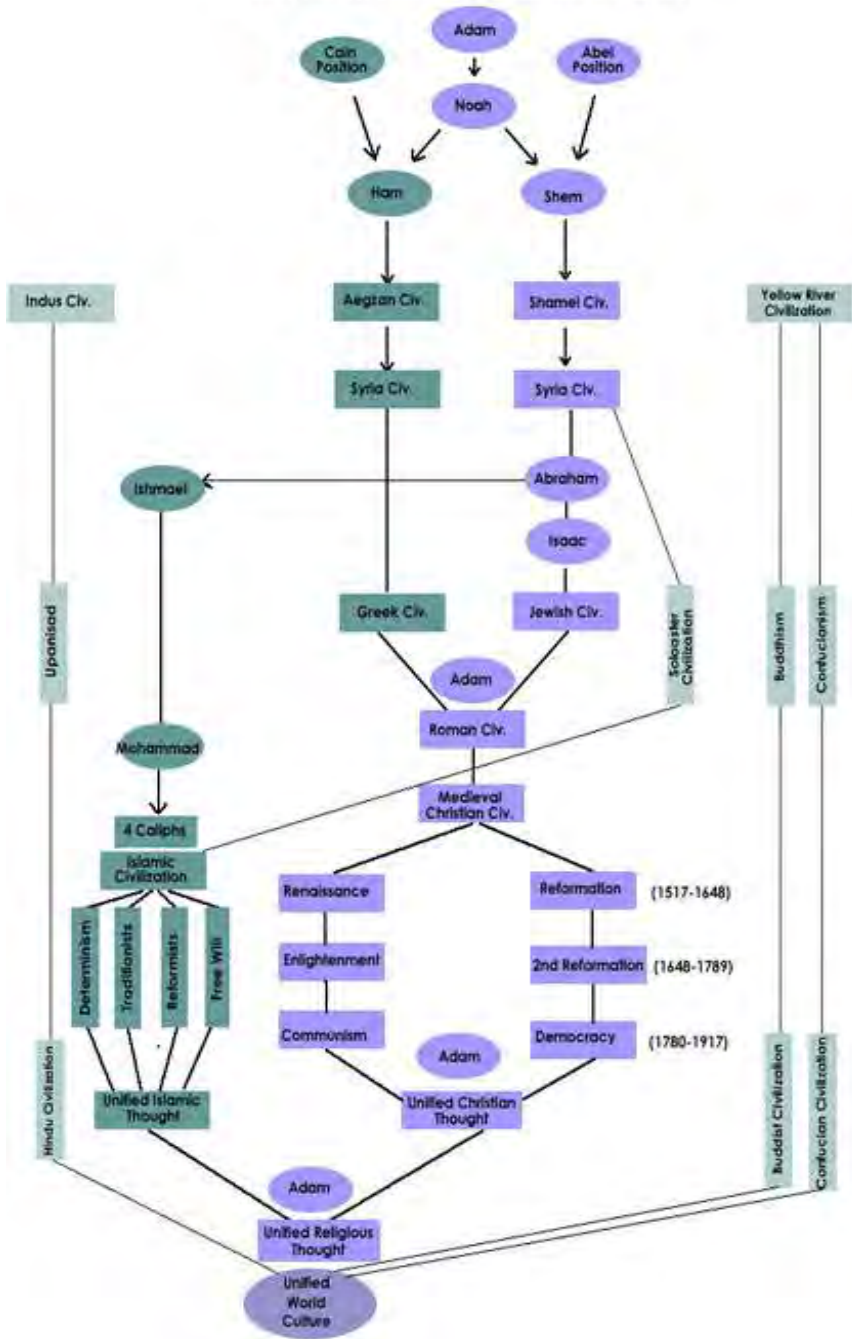 Adam
Cain
Position
Abel
Position
Noah
Ham
Shem
Indus Civ.
Aegzan Civ.
Shamel Civ.
Yellow River
Civilization
Syria Civ.
Syria Civ.
Ishmael
Abraham
Isaac
Upanisad
Greek Civ.
Jewish Civ.
Soloaster
Civilization
Buddhism
Confucianism
Adam
Roman Civ.
Mohammad
Medieval
Christian Civ.
4 Caliphs
Islamic
Civilization
Renaissance
Reformation
(1517-1648)
Determinism
Traditionists
Reformists
Free Will
Enlightenment
2nd Reformation
(1648-1789)
Communism
Adam
Democracy
(1780-1917)
Hindu Civilization
Unified Islamic
Thought
Unified Christian
Thought
Buddist Civilization
Confucian Civilization
Adam
Unified Religious
Thought
Unified
World
Culture